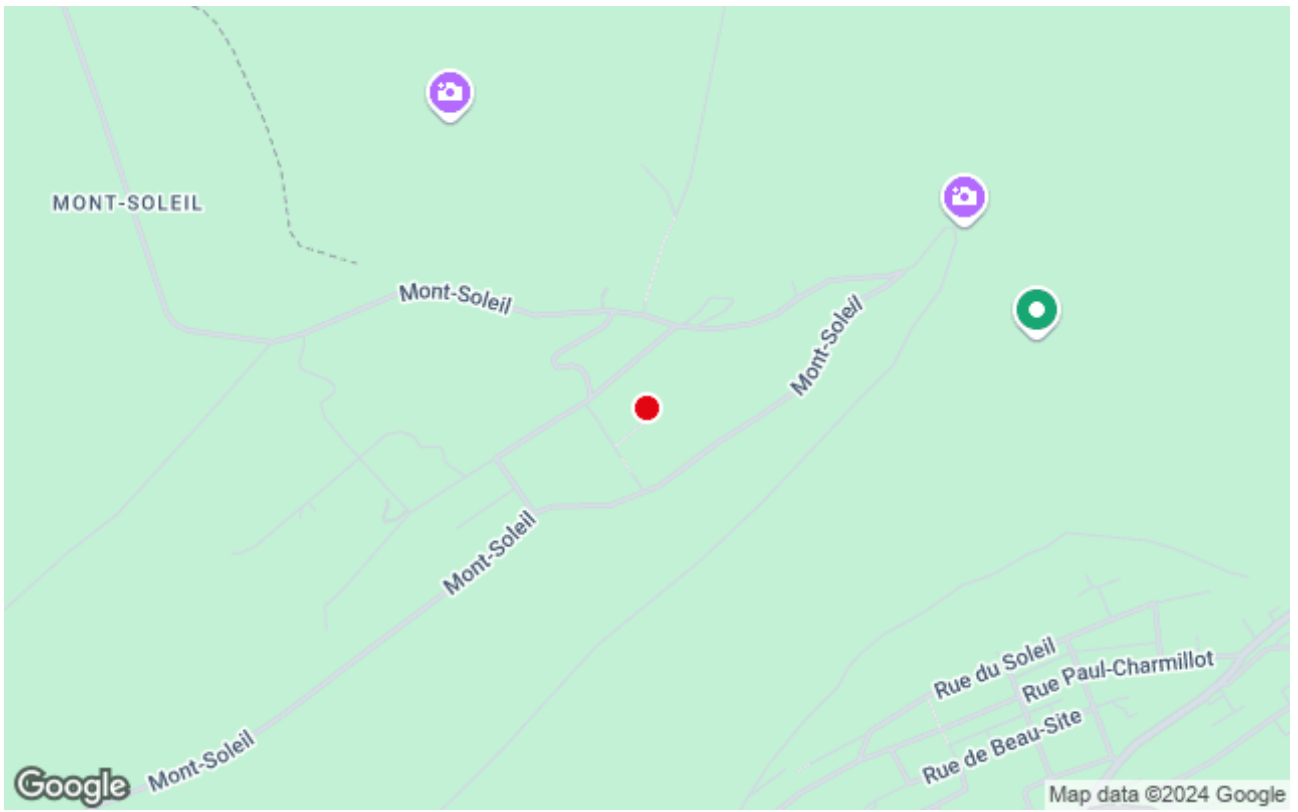 MONT-SOLEIL
Mont-Soleil
Mont-Soleil
Mont-Soleil
Rue du Soleil
Rue Paul-Charmillot
Rue de Beau-Site
Mont-Soleil
Google
Map data ©2024 Google